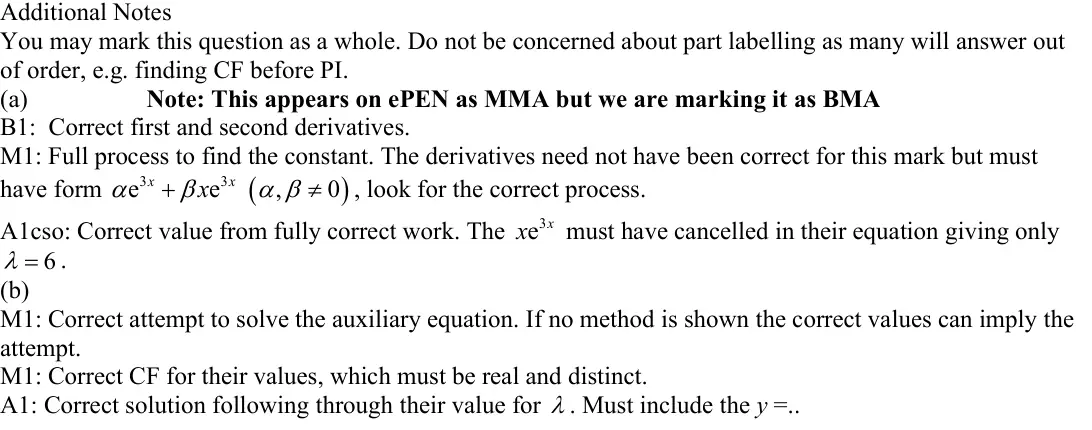 Additional Notes
You may mark this question as a whole. Do not be concerned about part labelling as many will answer out
of order, e.g. finding CF before PI.
(a) Note: This appears on ePEN as MMA but we are marking it as BMA
B1: Correct first and second derivatives.
M1: Full process to find the constant. The derivatives need not have been correct for this mark but must
have form αe³ˣ + βxe³ˣ (α, β ≠ 0), look for the correct process.
A1cso: Correct value from fully correct work. The xe³ˣ must have cancelled in their equation giving only
λ = 6.
(b)
M1: Correct attempt to solve the auxiliary equation. If no method is shown the correct values can imply the
attempt.
M1: Correct CF for their values, which must be real and distinct.
A1: Correct solution following through their value for λ. Must include the y =..